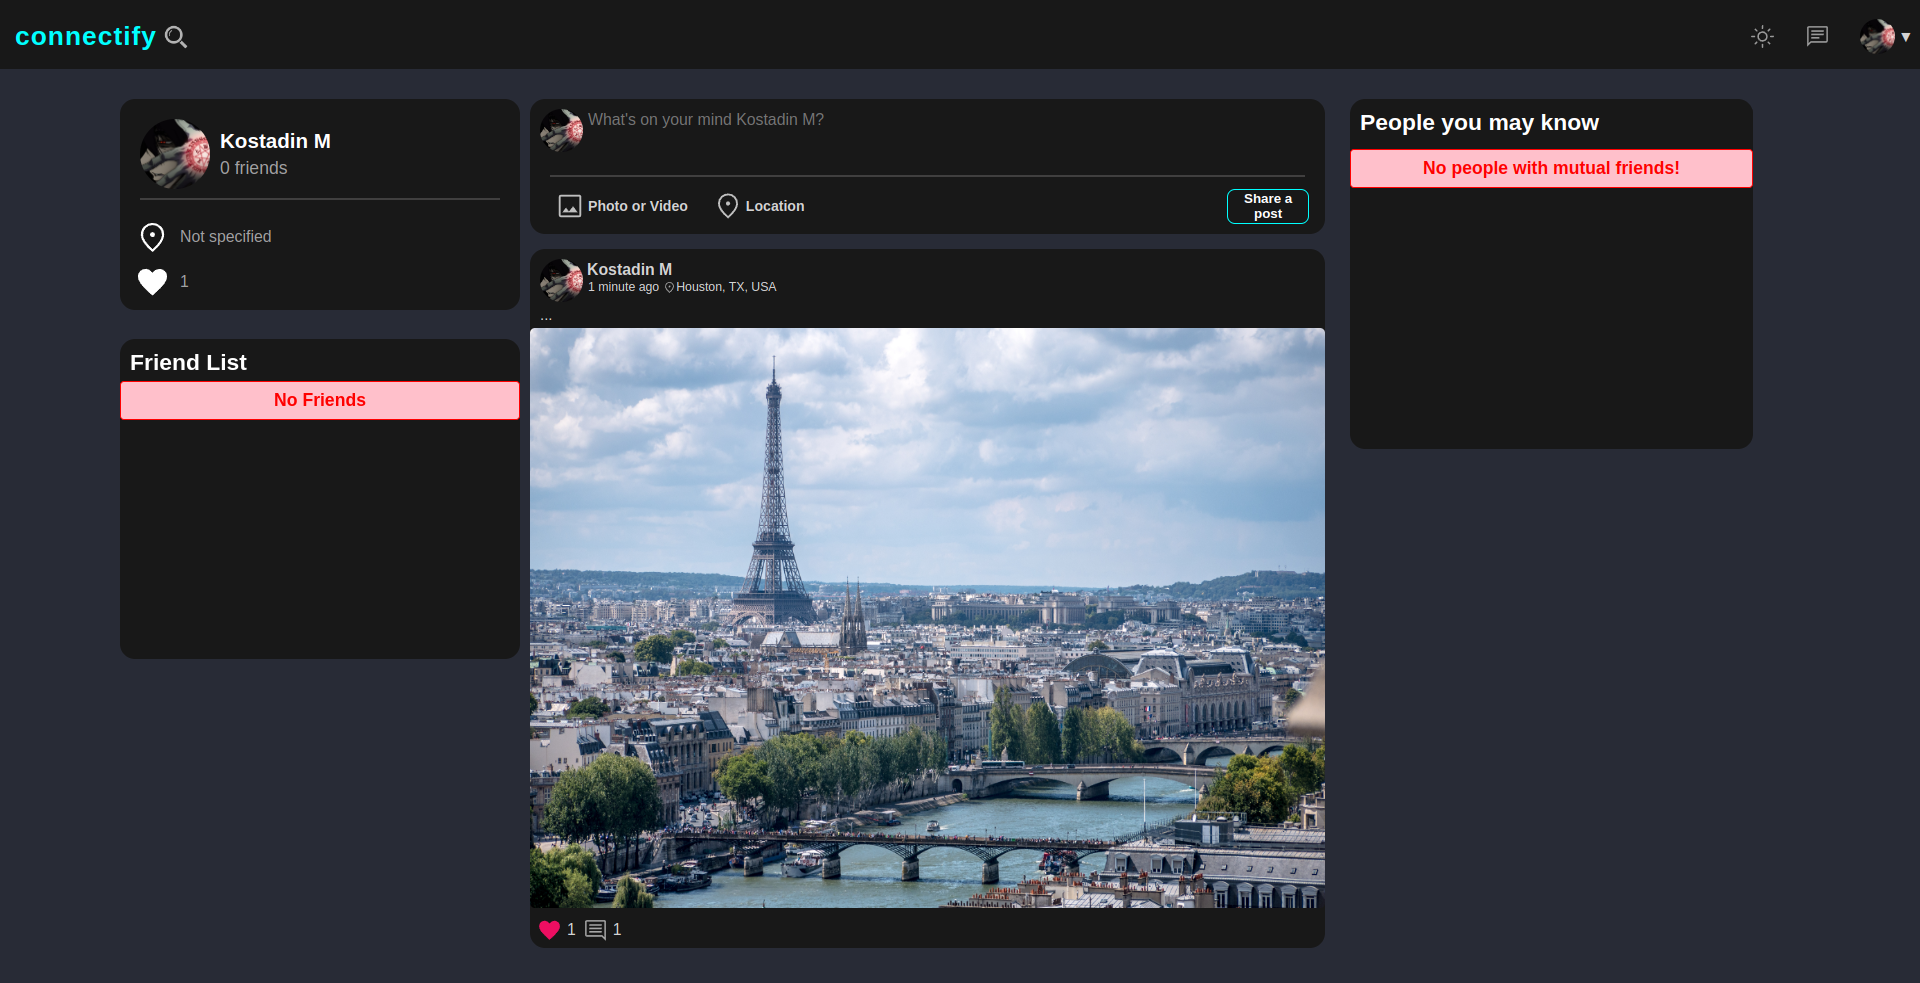 connectify
Kostadin M
0 friends
Not specified
1
Friend List
No Friends
What's on your mind Kostadin M?
Photo or Video
Location
Share a
post
Kostadin M
1 minute ago Houston, TX, USA
...
1 1
People you may know
No people with mutual friends!